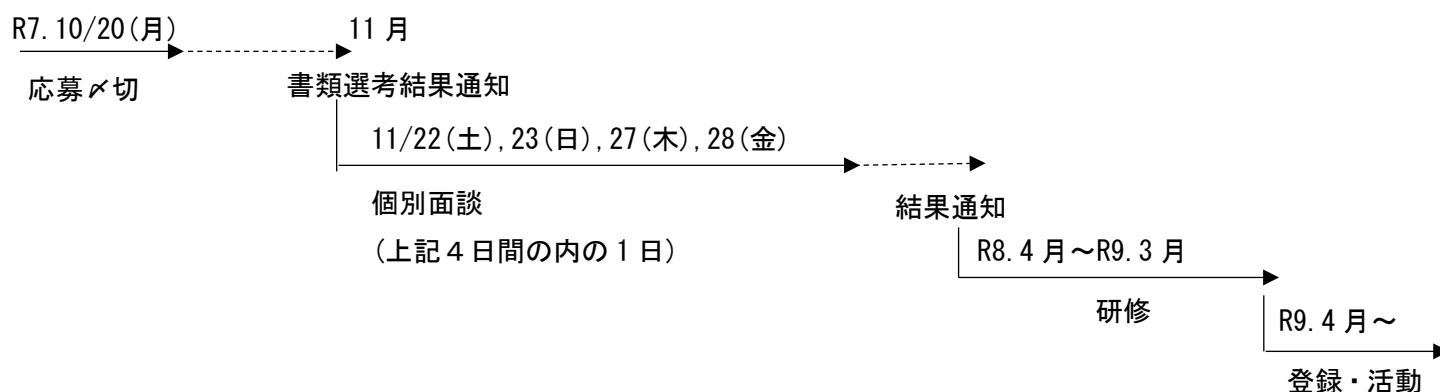 R7.10/20(月)
11月
応募〆切
書類選考結果通知
11/22(土),23(日),27(木),28(金)
個別面談
(上記４日間の内の1日)
結果通知
R8.4月～R9.3月
研修
R9.4月～
登録・活動